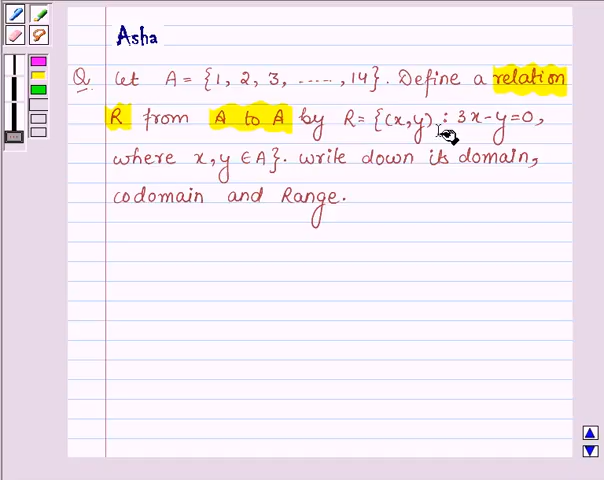 Asha
Q. Let A = {1, 2, 3, ......, 14}. Define a relation
R from A to A by R = {(x,y) : 3x-y=0,
where x, y ∈ A}. write down its domain,
codomain and Range.